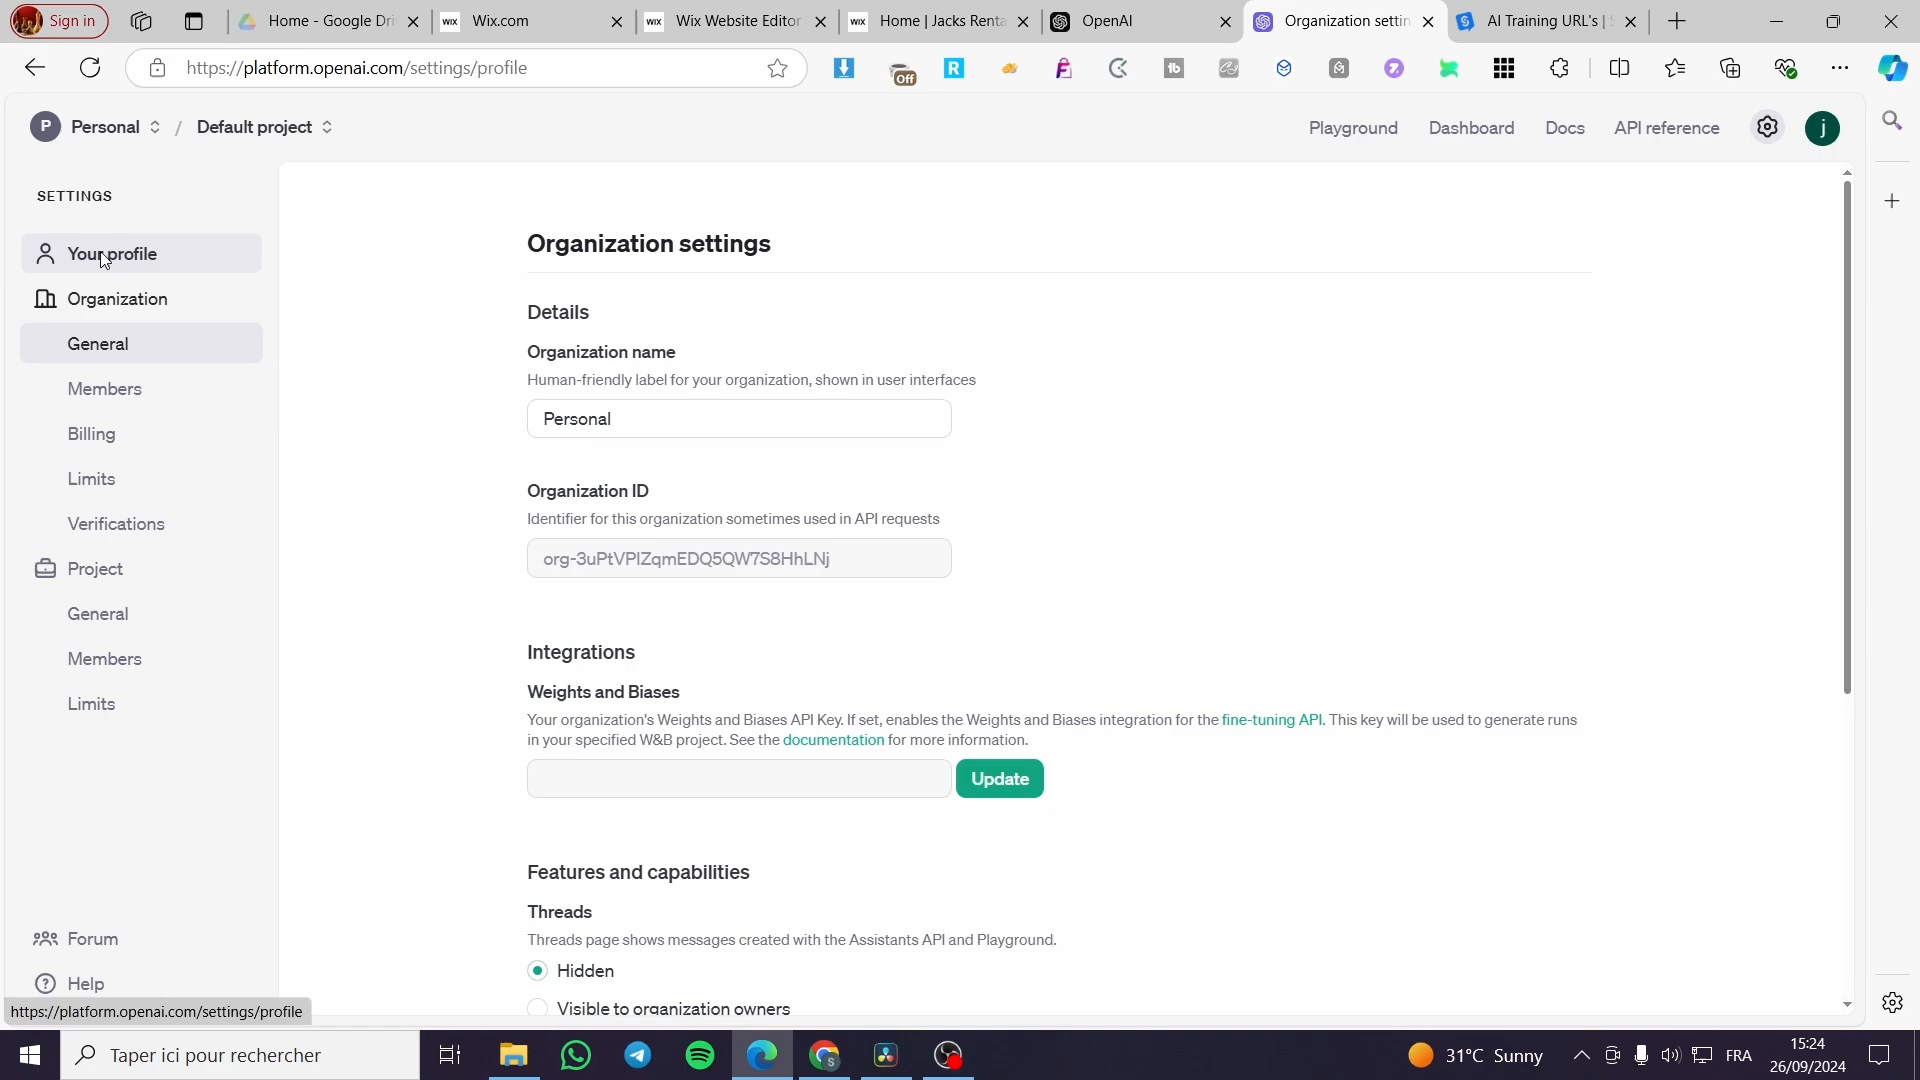 Sign in
Home - Google Dri
Wix.com
Wix Website Editor
Home | Jacks Renta
OpenAI
Organization settin
AI Training URL's |
https://platform.openai.com/settings/profile
Off
P Personal / Default project
Playground
Dashboard
Docs
API reference
j
SETTINGS
Your profile
Organization
General
Members
Billing
Limits
Verifications
Project
General
Members
Limits
Forum
Help
https://platform.openai.com/settings/profile
Organization settings
Details
Organization name
Human-friendly label for your organization, shown in user interfaces
Personal
Organization ID
Identifier for this organization sometimes used in API requests
org-3uPtVPIZqmEDQ5QW7S8HhLNj
Integrations
Weights and Biases
Your organization's Weights and Biases API Key. If set, enables the Weights and Biases integration for the fine-tuning API. This key will be used to generate runs
in your specified W&B project. See the documentation for more information.
Update
Features and capabilities
Threads
Threads page shows messages created with the Assistants API and Playground.
Hidden
Visible to organization owners
Taper ici pour rechercher
31°C Sunny
FRA
15:24
26/09/2024